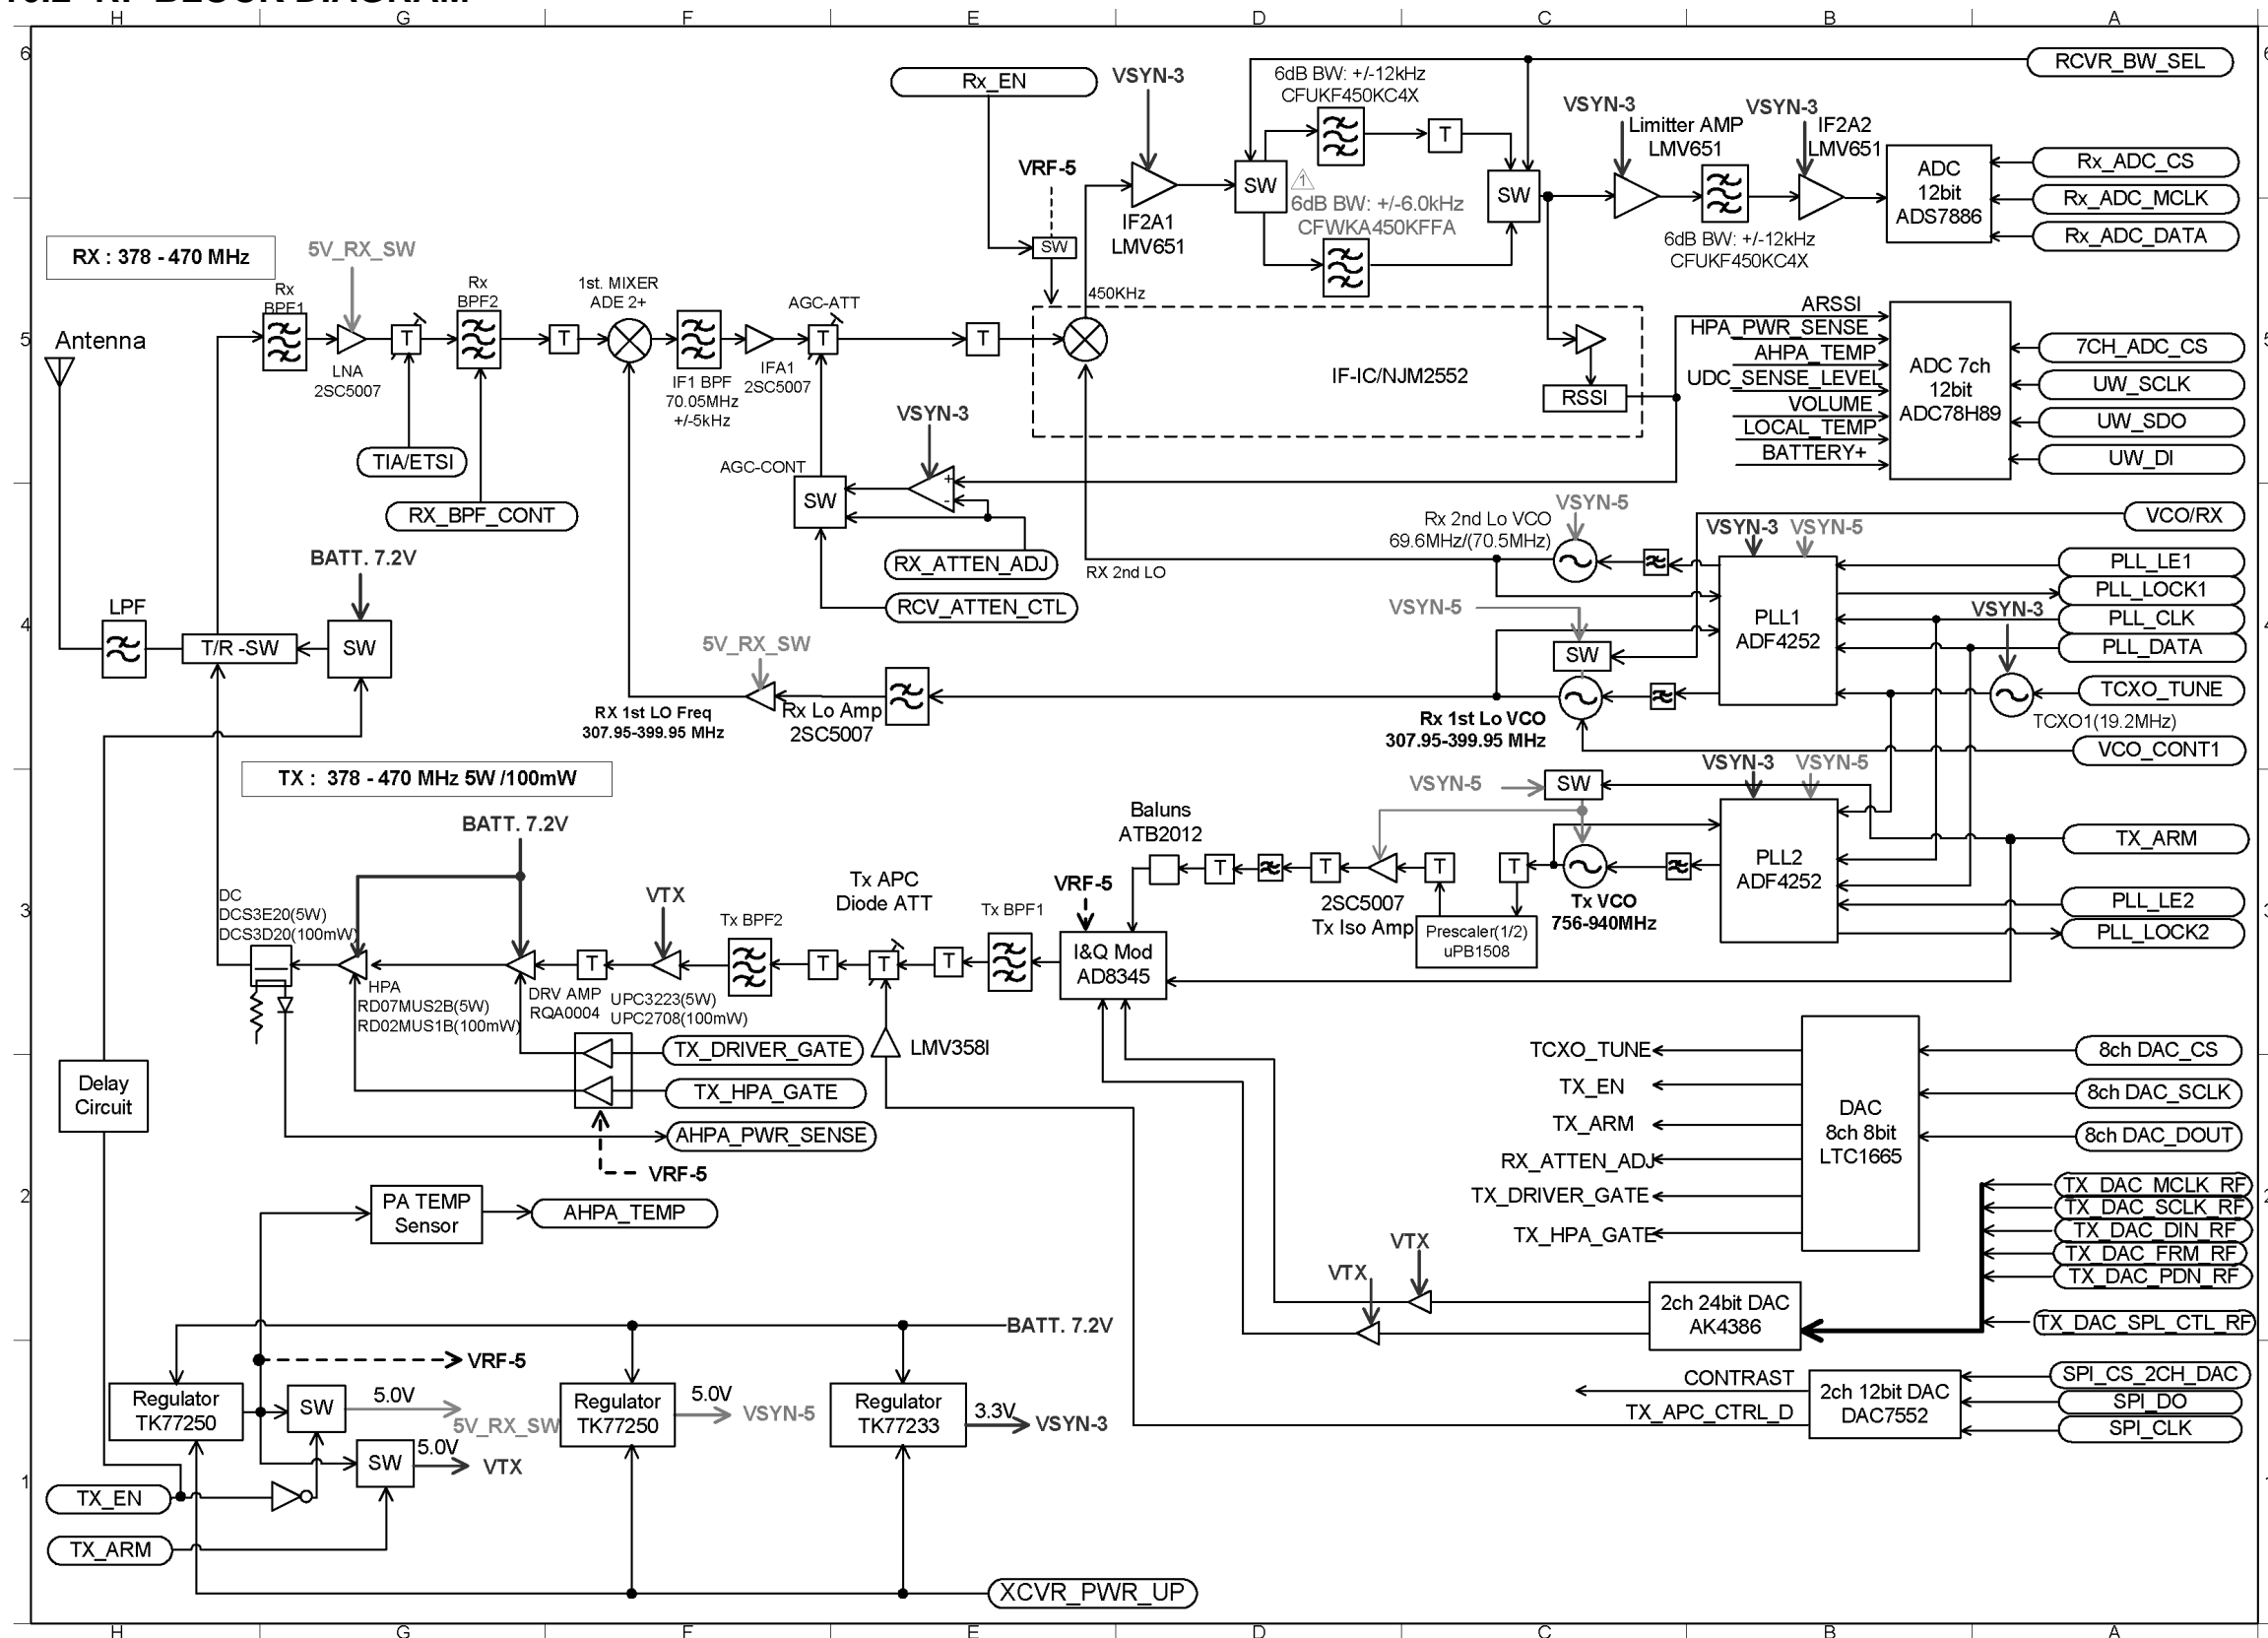 H
G
F
E
D
C
B
A
6
5
4
3
2
1
Rx_EN
VSYN-3
6dB BW: +/-12kHz
CFUKF450KC4X
RCVR_BW_SEL
VSYN-3
VSYN-3
Limitter AMP
LMV651
IF2A2
LMV651
T
VRF-5
SW
1
6dB BW: +/-6.0kHz
CFWKA450KFFA
SW
ADC
12bit
ADS7886
Rx_ADC_CS
Rx_ADC_MCLK
Rx_ADC_DATA
SW
IF2A1
LMV651
6dB BW: +/-12kHz
CFUKF450KC4X
RX : 378 - 470 MHz
5V_RX_SW
Rx
BPF1
Rx
BPF2
1st. MIXER
ADE 2+
AGC-ATT
450KHz
Antenna
T
T
T
T
LNA
2SC5007
IF1 BPF
70.05MHz
+/-5kHz
IFA1
2SC5007
IF-IC/NJM2552
RSSI
ARSSI
HPA_PWR_SENSE
AHPA_TEMP
UDC_SENSE_LEVEL
VOLUME
LOCAL_TEMP
BATTERY+
ADC 7ch
12bit
ADC78H89
7CH_ADC_CS
UW_SCLK
UW_SDO
UW_DI
TIA/ETSI
RX_BPF_CONT
VSYN-3
AGC-CONT
SW
+
-
RX_ATTEN_ADJ
RCV_ATTEN_CTL
VSYN-5
Rx 2nd Lo VCO
69.6MHz/(70.5MHz)
RX 2nd LO
VSYN-3
VSYN-5
VCO/RX
PLL_LE1
PLL_LOCK1
PLL_CLK
PLL_DATA
TCXO_TUNE
VSYN-3
TCXO1(19.2MHz)
VCO_CONT1
PLL1
ADF4252
BATT. 7.2V
LPF
T/R -SW
SW
VSYN-5
SW
5V_RX_SW
Rx Lo Amp
2SC5007
RX 1st LO Freq
307.95-399.95 MHz
Rx 1st Lo VCO
307.95-399.95 MHz
TX : 378 - 470 MHz 5W /100mW
VSYN-5
SW
VSYN-3
VSYN-5
BATT. 7.2V
Baluns
ATB2012
T
T
T
T
PLL2
ADF4252
TX_ARM
PLL_LE2
PLL_LOCK2
2SC5007
Tx Iso Amp
Prescaler(1/2)
uPB1508
Tx VCO
756-940MHz
DC
DCS3E20(5W)
DCS3D20(100mW)
VTX
Tx BPF2
Tx APC
Diode ATT
Tx BPF1
VRF-5
I&Q Mod
AD8345
T
T
T
T
HPA
RD07MUS2B(5W)
RD02MUS1B(100mW)
DRV AMP
RQA0004
UPC3223(5W)
UPC2708(100mW)
TX_DRIVER_GATE
TX_HPA_GATE
AHPA_PWR_SENSE
LMV358I
VRF-5
Delay
Circuit
TCXO_TUNE
TX_EN
TX_ARM
RX_ATTEN_ADJ
TX_DRIVER_GATE
TX_HPA_GATE
DAC
8ch 8bit
LTC1665
8ch DAC_CS
8ch DAC_SCLK
8ch DAC_DOUT
TX_DAC_MCLK_RF
TX_DAC_SCLK_RF
TX_DAC_DIN_RF
TX_DAC_FRM_RF
TX_DAC_PDN_RF
TX_DAC_SPL_CTL_RF
PA TEMP
Sensor
AHPA_TEMP
VTX
VTX
2ch 24bit DAC
AK4386
BATT. 7.2V
VRF-5
Regulator
TK77250
SW
5.0V
5V_RX_SW
SW
5.0V
VTX
Regulator
TK77250
5.0V
VSYN-5
Regulator
TK77233
3.3V
VSYN-3
CONTRAST
TX_APC_CTRL_D
2ch 12bit DAC
DAC7552
SPI_CS_2CH_DAC
SPI_DO
SPI_CLK
TX_EN
TX_ARM
XCVR_PWR_UP
H
G
F
E
D
C
B
A